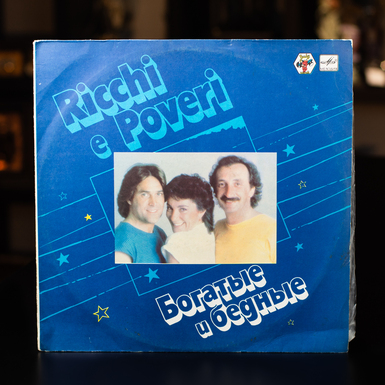 Ricchi
e Poveri
Богатые
и бедные